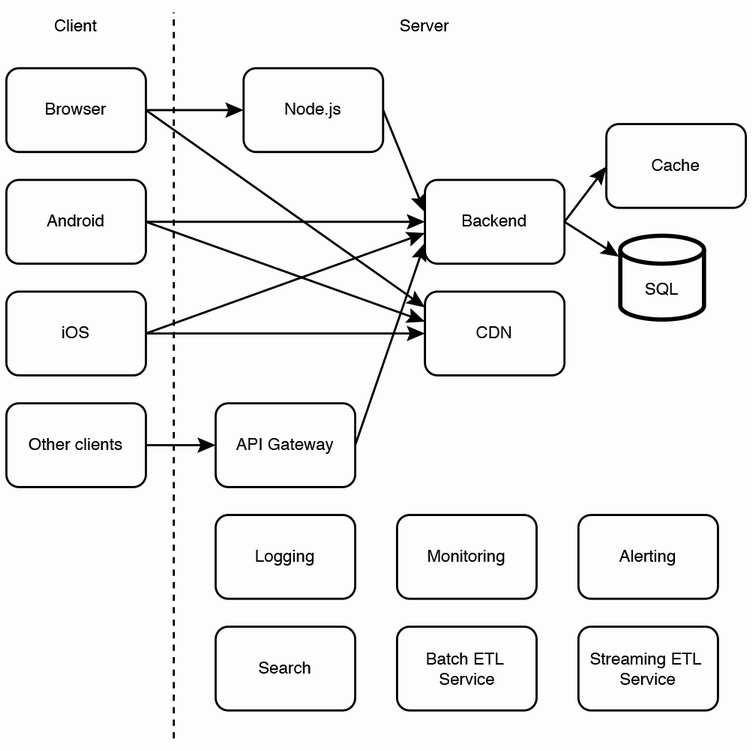 Client
Server
Browser
Node.js
Cache
Android
Backend
SQL
iOS
CDN
Other clients
API Gateway
Logging
Monitoring
Alerting
Search
Batch ETL
Service
Streaming ETL
Service